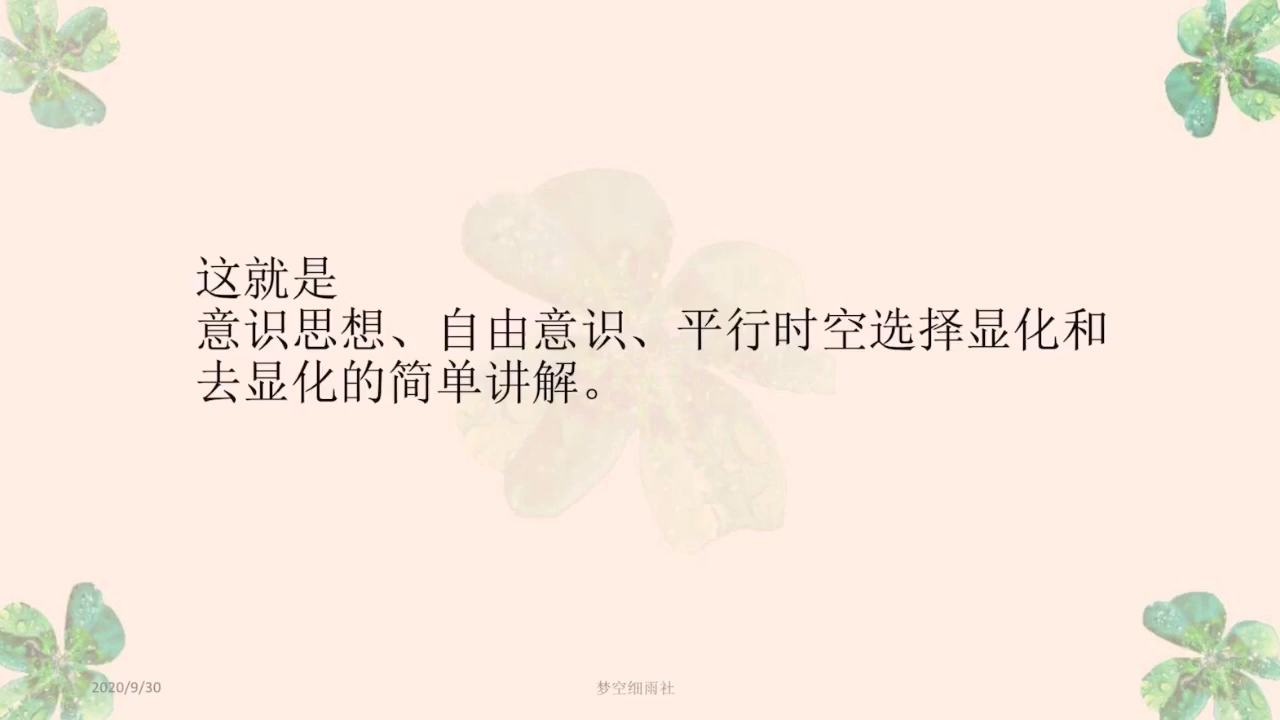 这就是
意识思想、自由意识、平行时空选择显化和
去显化的简单讲解。
2020/9/30
梦空细雨社